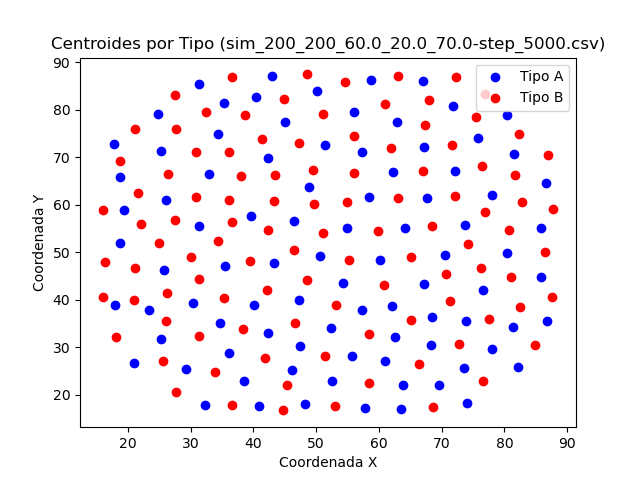 Centroides por Tipo (sim_200_200_60.0_20.0_70.0-step_5000.csv)
Tipo A
Tipo B
90
80
70
60
50
40
30
20
Coordenada Y
20 30 40 50 60 70 80 90
Coordenada X